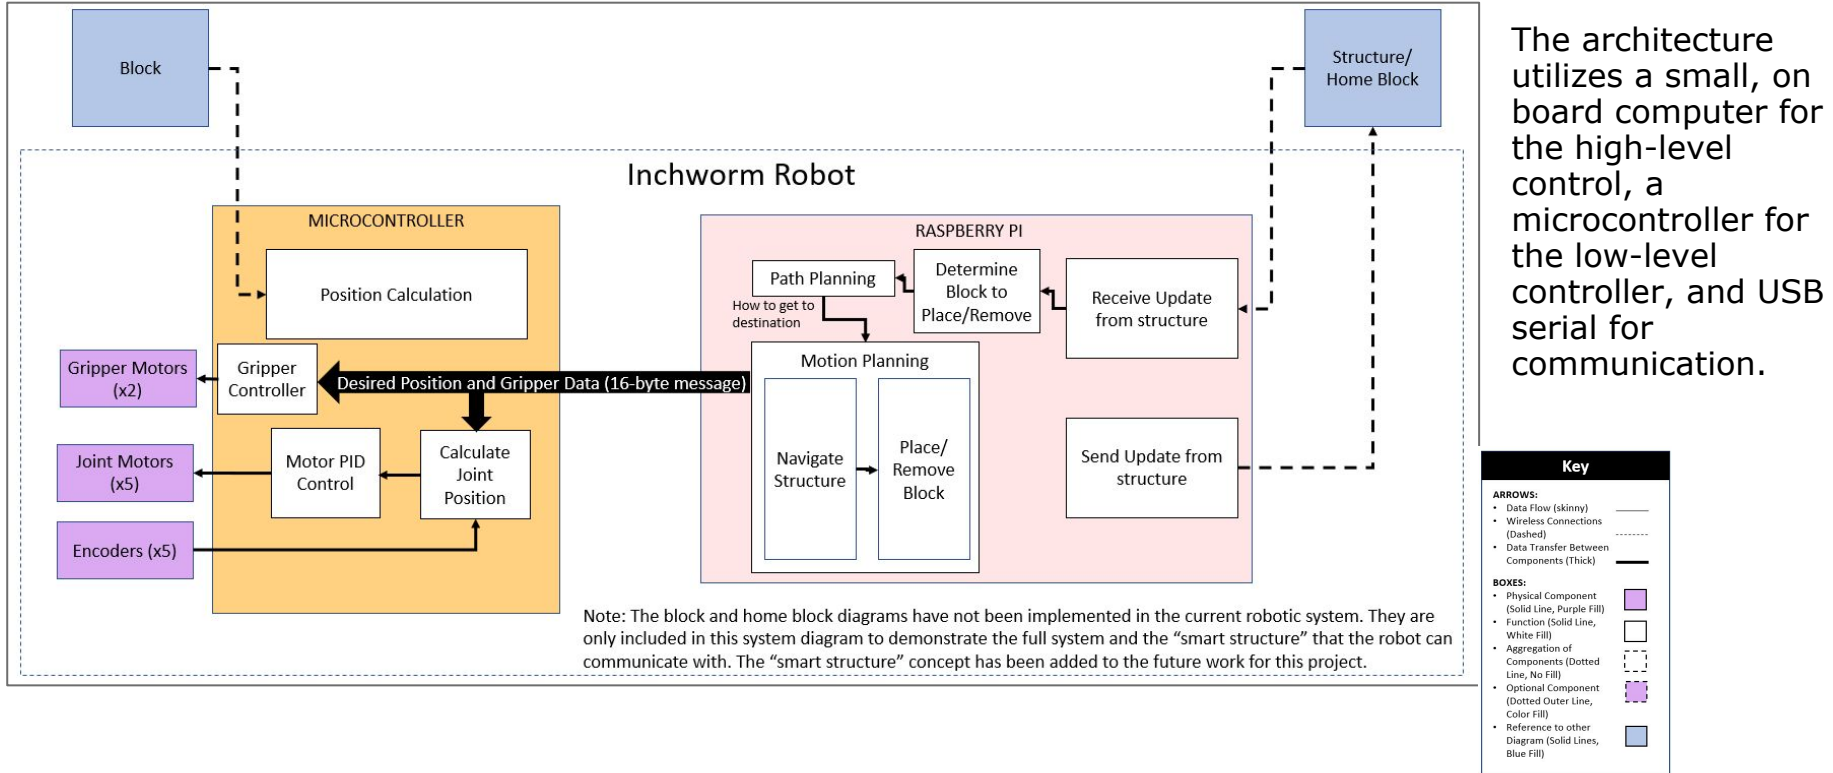 Block
Structure/
Home Block
The architecture
utilizes a small, on
board computer for
the high-level
control, a
microcontroller for
the low-level
controller, and USB
serial for
communication.
Inchworm Robot
MICROCONTROLLER
Position Calculation
Gripper Motors
(x2)
Gripper
Controller
Desired Position and Gripper Data (16-byte message)
Joint Motors
(x5)
Motor PID
Control
Calculate
Joint
Position
Encoders (x5)
RASPBERRY PI
Path Planning
Determine
Block to
Place/Remove
Receive Update
from structure
How to get to
destination
Motion Planning
Navigate
Structure
Place/
Remove
Block
Send Update from
structure
Note: The block and home block diagrams have not been implemented in the current robotic system. They are
only included in this system diagram to demonstrate the full system and the “smart structure” that the robot can
communicate with. The “smart structure” concept has been added to the future work for this project.
Key
ARROWS:
• Data Flow (skinny)
• Wireless Connections
(Dashed)
• Data Transfer Between
Components (Thick)
BOXES:
• Physical Component
(Solid Line, Purple Fill)
• Function (Solid Line,
White Fill)
• Aggregation of
Components (Dotted
Line, No Fill)
• Optional Component
(Dotted Outer Line,
Color Fill)
• Reference to other
Diagram (Solid Lines,
Blue Fill)